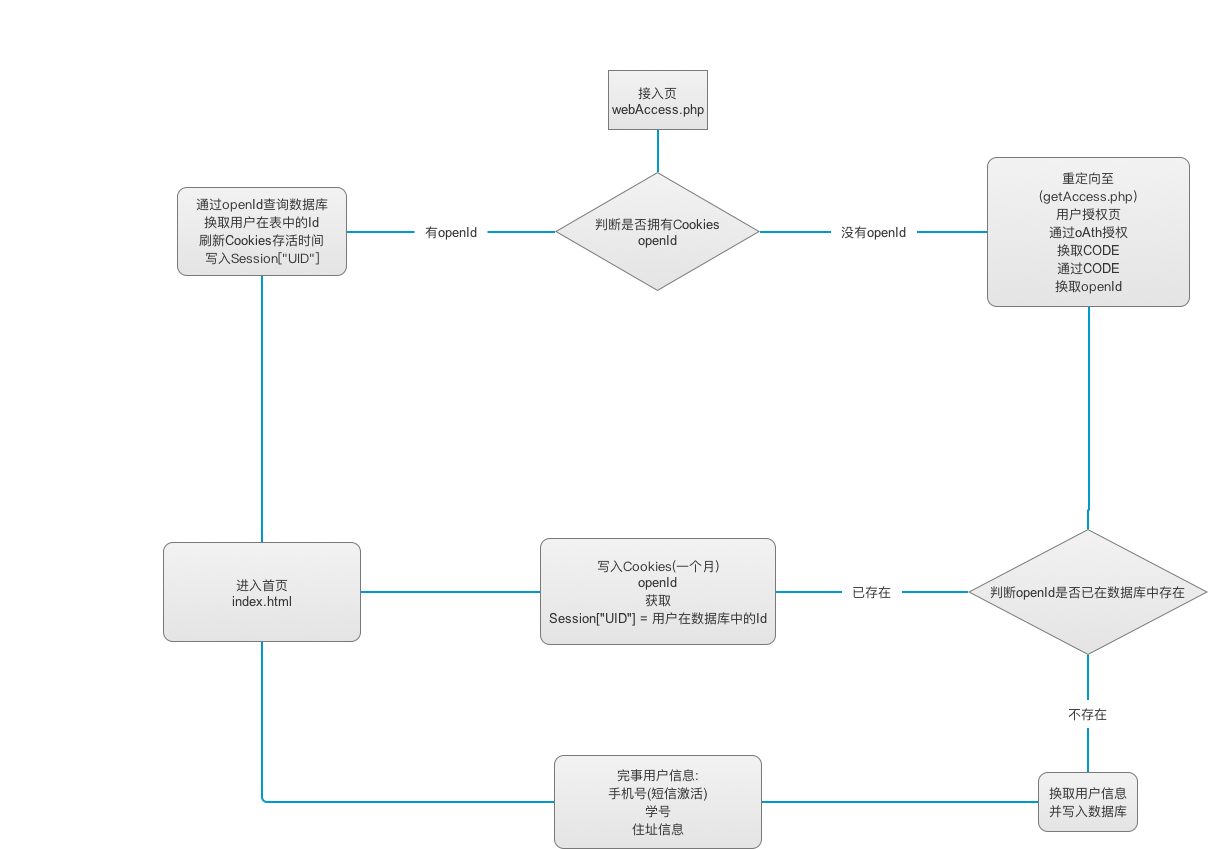 接入页
webAccess.php
判断是否拥有Cookies
openId
有openId
没有openId
通过openId查询数据库
换取用户在表中的Id
刷新Cookies存活时间
写入Session["UID"]
重定向至
(getAccess.php)
用户授权页
通过oAth授权
换取CODE
通过CODE
换取openId
进入首页
index.html
写入Cookies(一个月)
openId
获取
Session["UID"] = 用户在数据库中的Id
已存在
判断openId是否已在数据库中存在
不存在
完事用户信息:
手机号(短信激活)
学号
住址信息
换取用户信息
并写入数据库